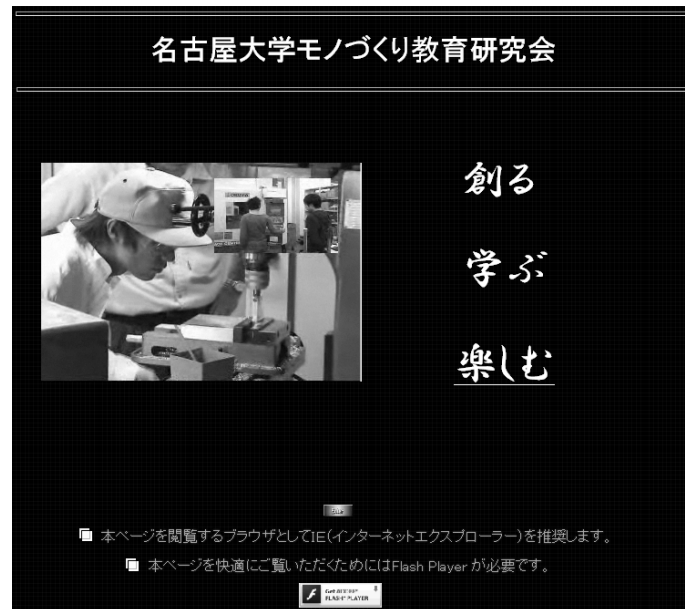 名古屋大学モノづくり教育研究会
創る
学ぶ
楽しむ
本ページを閲覧するブラウザとしてIE(インターネットエクスプローラー)を推奨します。
本ページを快適にご覧いただくためにはFlash Player が必要です。
FLASH PLAYER